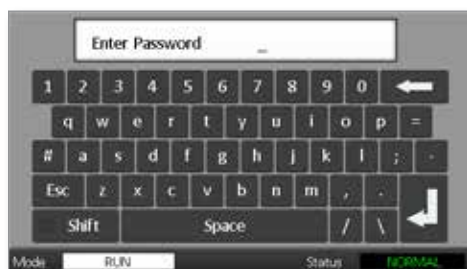 Enter Password _
1 2 3 4 5 6 7 8 9 0
q w e r t y u i o p =
# a s d f g h j k l ; .
Esc z x c v b n m , .
Shift Space / \
Mode RUN Status NORMAL